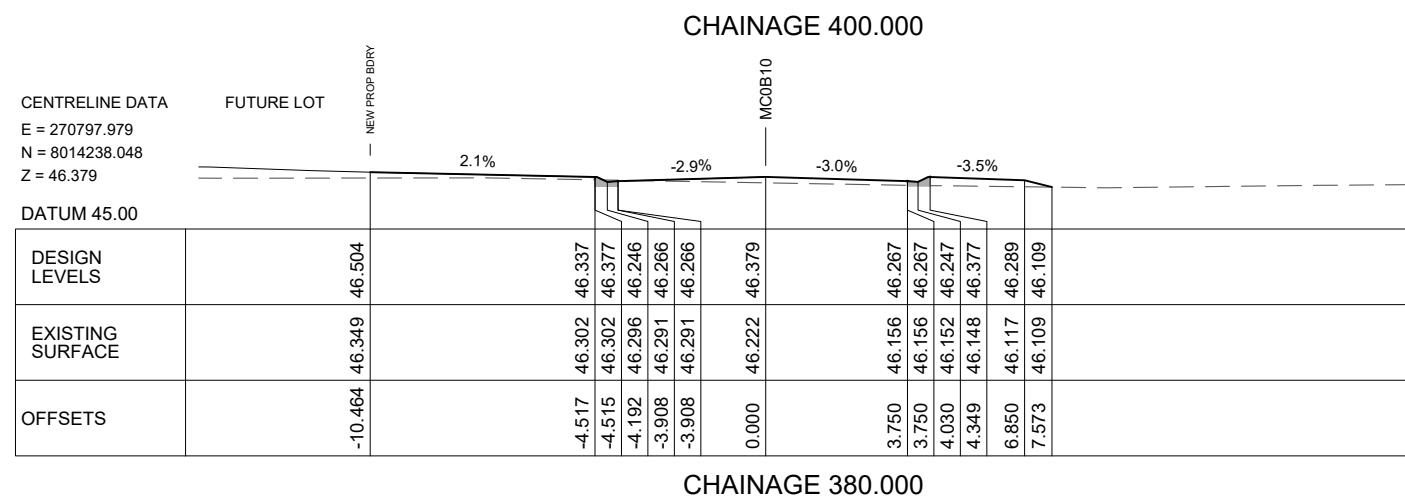 CHAINAGE 400.000
NEW PROP BDRY
MC0B10
CENTRELINE DATA FUTURE LOT
E = 270797.979
N = 8014238.048
Z = 46.379
2.1% -2.9% -3.0% -3.5%
DATUM 45.00
DESIGN
LEVELS
46.504 46.337 46.377 46.246 46.266 46.266 46.379 46.267 46.267 46.247 46.377 46.289 46.109
EXISTING
SURFACE
46.349 46.302 46.302 46.296 46.291 46.291 46.222 46.156 46.156 46.152 46.148 46.117 46.109
OFFSETS
-10.464 -4.517 -4.515 -4.192 -3.908 -3.908 0.000 3.750 3.750 4.030 4.349 6.850 7.573
CHAINAGE 380.000